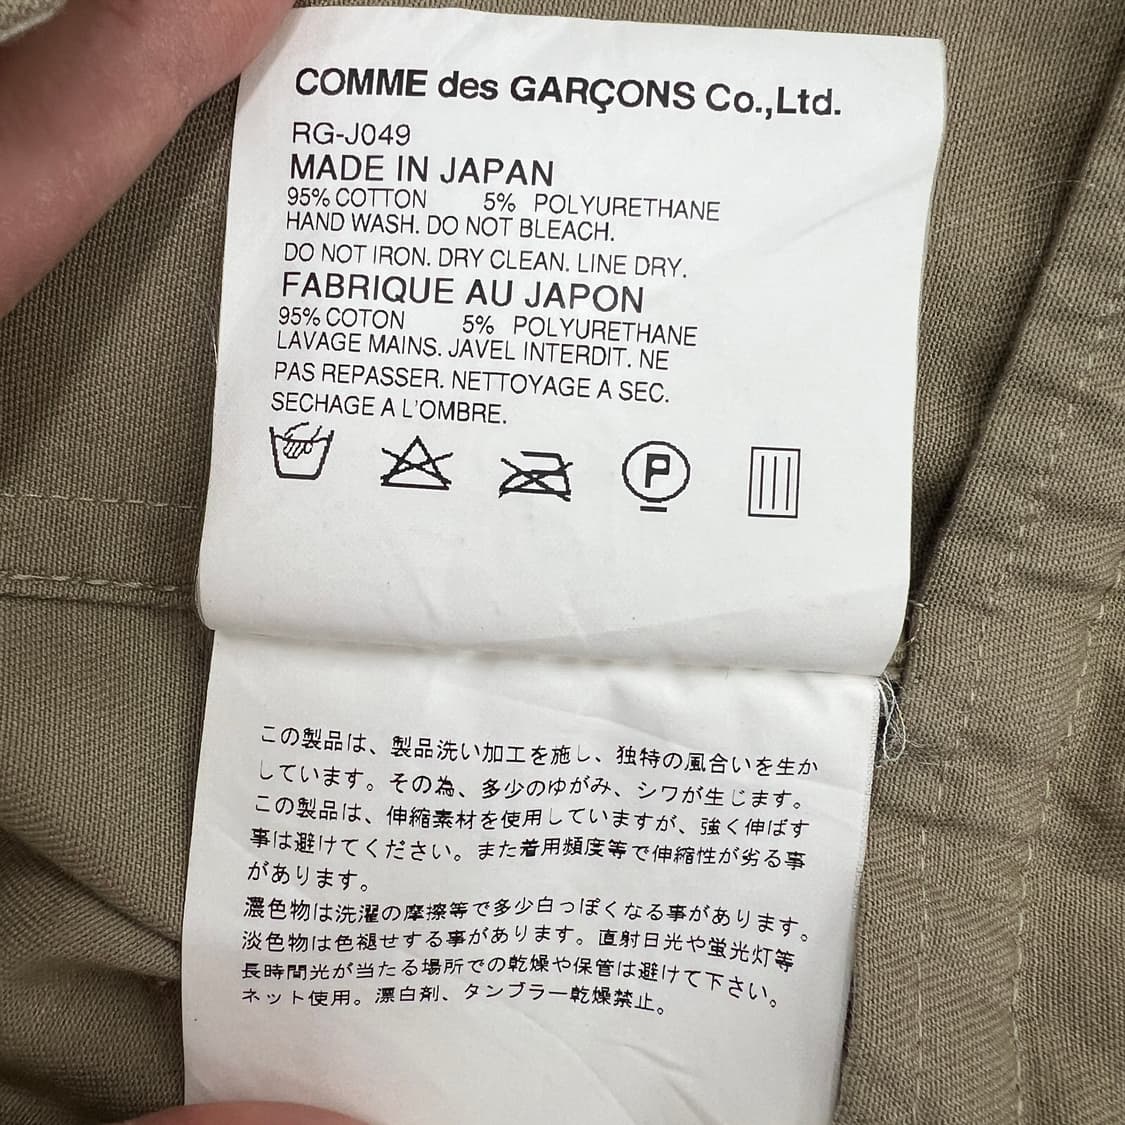 COMME des GARÇONS Co.,Ltd.
RG-J049
MADE IN JAPAN
95% COTTON 5% POLYURETHANE
HAND WASH. DO NOT BLEACH.
DO NOT IRON. DRY CLEAN. LINE DRY.
FABRIQUE AU JAPON
95% COTON 5% POLYURETHANE
LAVAGE MAINS. JAVEL INTERDIT. NE
PAS REPASSER. NETTOYAGE A SEC.
SECHAGE A L'OMBRE.
P
この製品は、製品洗い加工を施し、独特の風合いを生か
しています。その為、多少のゆがみ、シワが生じます。
この製品は、伸縮素材を使用していますが、強く伸ばす
事は避けてください。また着用頻度等で伸縮性が劣る事
があります。
濃色物は洗濯の摩擦等で多少白っぽくなる事があります。
淡色物は色褪せする事があります。直射日光や蛍光灯等
長時間光が当たる場所での乾燥や保管は避けて下さい。
ネット使用。漂白剤、タンブラー乾燥禁止。